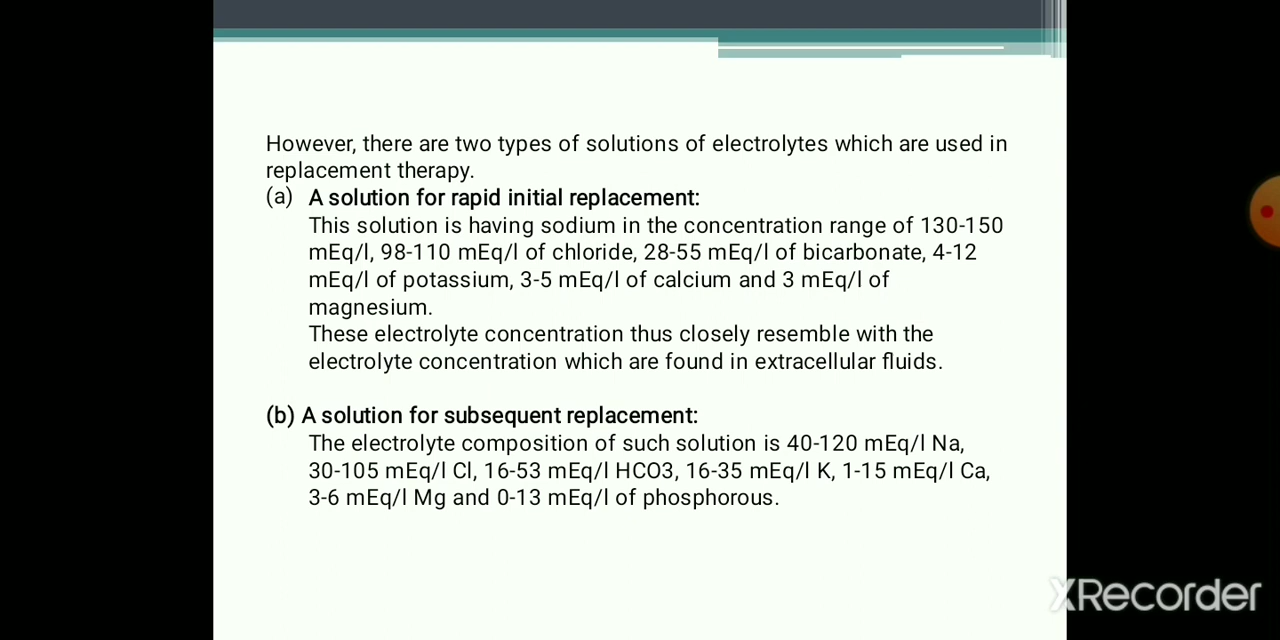 However, there are two types of solutions of electrolytes which are used in
replacement therapy.
(a) A solution for rapid initial replacement:
This solution is having sodium in the concentration range of 130-150
mEq/l, 98-110 mEq/l of chloride, 28-55 mEq/l of bicarbonate, 4-12
mEq/l of potassium, 3-5 mEq/l of calcium and 3 mEq/l of
magnesium.
These electrolyte concentration thus closely resemble with the
electrolyte concentration which are found in extracellular fluids.
(b) A solution for subsequent replacement:
The electrolyte composition of such solution is 40-120 mEq/l Na,
30-105 mEq/l Cl, 16-53 mEq/l HCO3, 16-35 mEq/l K, 1-15 mEq/l Ca,
3-6 mEq/l Mg and 0-13 mEq/l of phosphorous.
XRecorder